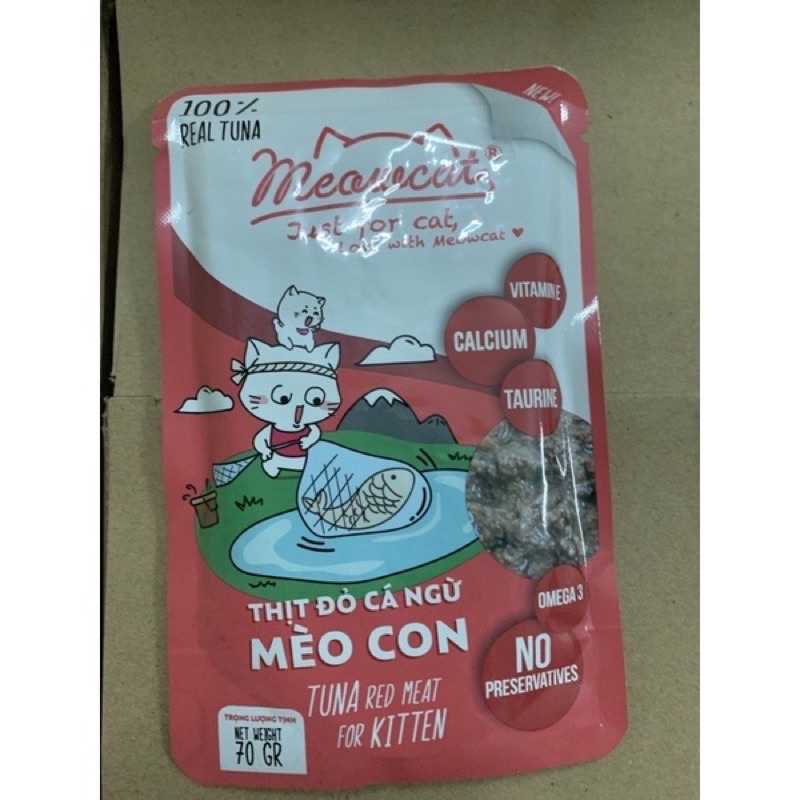 100%
REAL TUNA
NEW!
Meowcat®
Just for cat,
Love with Meowcat ♥
VITAMINE
CALCIUM
TAURINE
OMEGA 3
NO
PRESERVATIVES
THỊT ĐỎ CÁ NGỪ
MÈO CON
TUNA RED MEAT
FOR KITTEN
TRỌNG LƯỢNG TỊNH
NET WEIGHT
70 GR